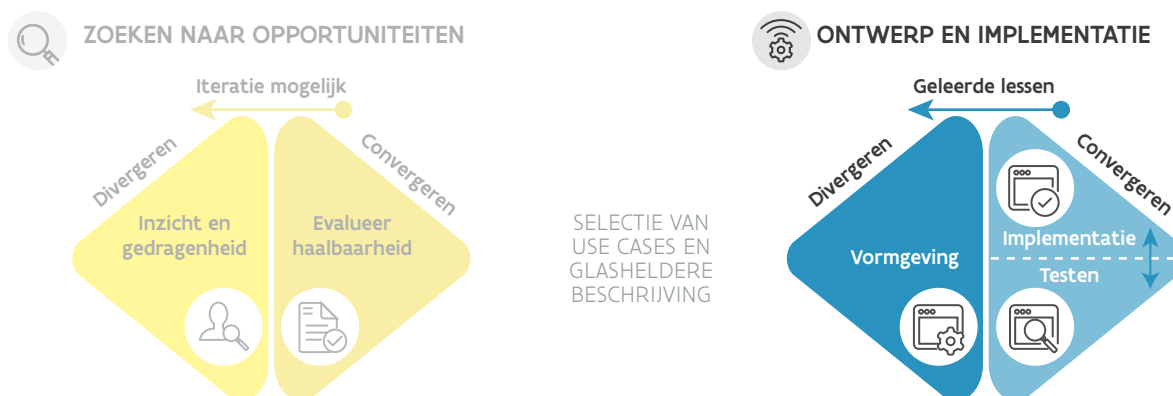 ZOEKEN NAAR OPPORTUNITEITEN
Iteratie mogelijk
Divergeren
Convergeren
Inzicht en
gedragenheid
Evalueer
haalbaarheid
SELECTIE VAN
USE CASES EN
GLASHELDERE
BESCHRIJVING
ONTWERP EN IMPLEMENTATIE
Geleerde lessen
Divergeren
Convergeren
Vormgeving
Implementatie
Testen